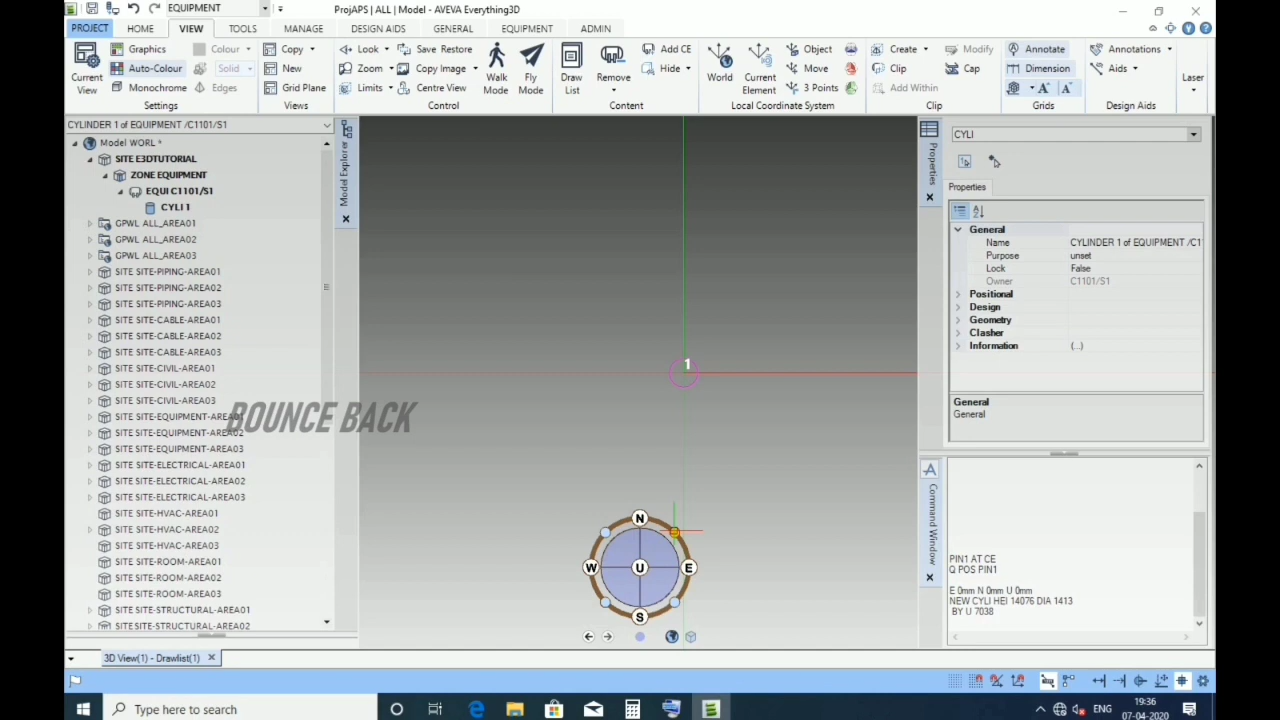 EQUIPMENT
ProjAPS | ALL | Model - AVEVA Everything3D
PROJECT HOME VIEW TOOLS MANAGE DESIGN AIDS GENERAL EQUIPMENT ADMIN
Current View
Graphics
Auto-Colour
Monochrome
Colour
Solid
Edges
Settings
Copy
New
Grid Plane
Views
Look
Zoom
Limits
Save Restore
Copy Image
Centre View
Walk Mode
Fly Mode
Control
Draw List
Remove
Add CE
Hide
Content
World
Current Element
Object
Move
3 Points
Local Coordinate System
Create
Clip
Add Within
Modify
Cap
Clip
Annotate
Dimension
A A
Grids
Annotations
Aids
Design Aids
Laser
CYLINDER 1 of EQUIPMENT /C1101/S1
Model WORL *
SITE E3DTUTORIAL
ZONE EQUIPMENT
EQUI C1101/S1
CYLI 1
GPWL ALL_AREA01
GPWL ALL_AREA02
GPWL ALL_AREA03
SITE SITE-PIPING-AREA01
SITE SITE-PIPING-AREA02
SITE SITE-PIPING-AREA03
SITE SITE-CABLE-AREA01
SITE SITE-CABLE-AREA02
SITE SITE-CABLE-AREA03
SITE SITE-CIVIL-AREA01
SITE SITE-CIVIL-AREA02
SITE SITE-CIVIL-AREA03
SITE SITE-EQUIPMENT-AREA01
SITE SITE-EQUIPMENT-AREA02
SITE SITE-EQUIPMENT-AREA03
SITE SITE-ELECTRICAL-AREA01
SITE SITE-ELECTRICAL-AREA02
SITE SITE-ELECTRICAL-AREA03
SITE SITE-HVAC-AREA01
SITE SITE-HVAC-AREA02
SITE SITE-HVAC-AREA03
SITE SITE-ROOM-AREA01
SITE SITE-ROOM-AREA02
SITE SITE-ROOM-AREA03
SITE SITE-STRUCTURAL-AREA01
SITE SITE-STRUCTURAL-AREA02
Model Explorer
BOUNCE BACK
1
N
W U E
S
Properties
CYLI
Properties
General
Name CYLINDER 1 of EQUIPMENT /C1
Purpose unset
Lock False
Owner C1101/S1
Positional
Design
Geometry
Clasher
Information (...)
General
General
Command Window
PIN1 AT CE
Q POS PIN1
E 0mm N 0mm U 0mm
NEW CYLI HEI 14076 DIA 1413
BY U 7038
3D View(1) - Drawlist(1)
Type here to search
ENG
19:36
07-04-2020